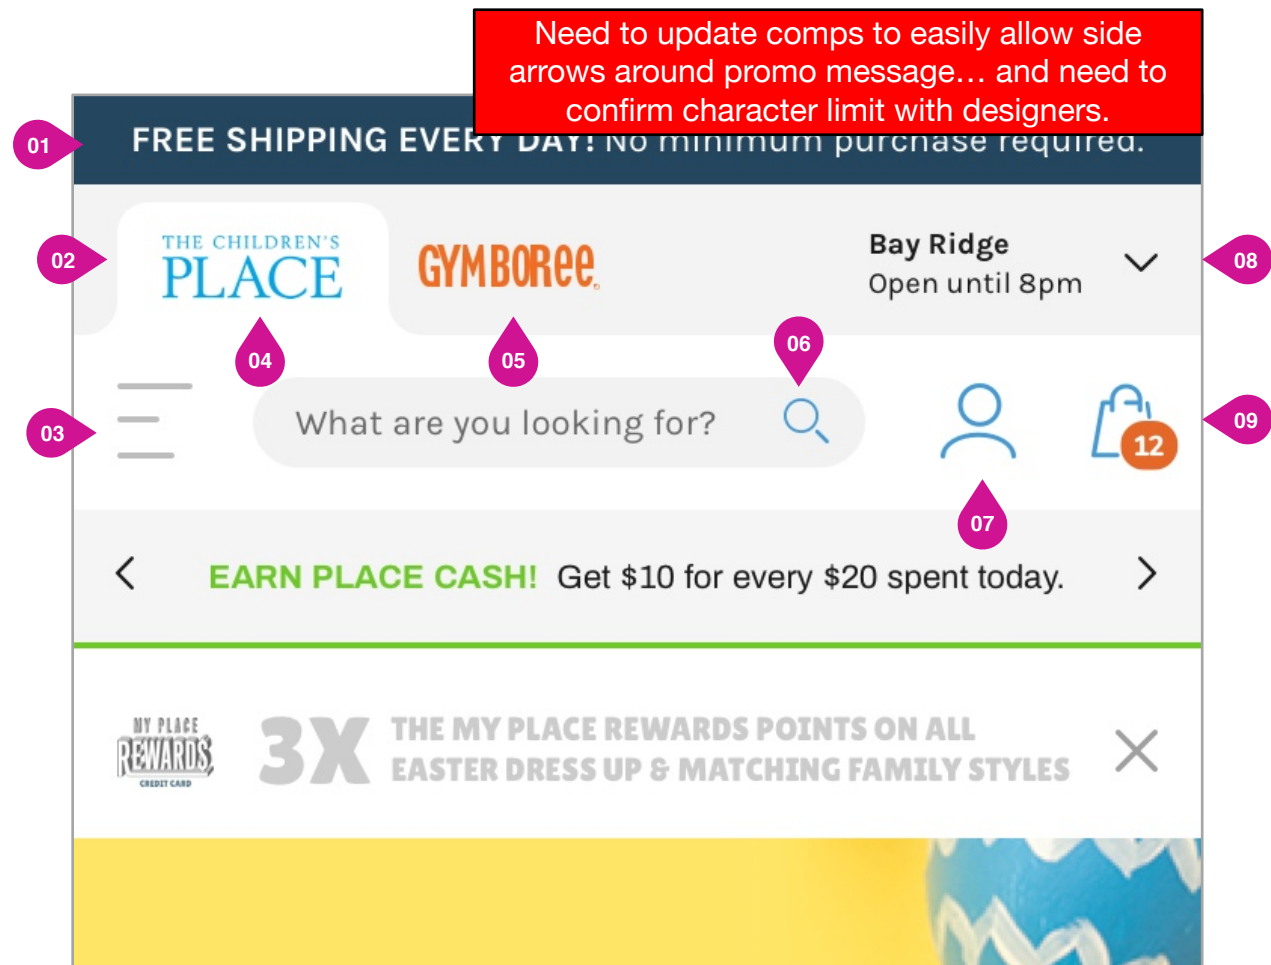 Need to update comps to easily allow side
arrows around promo message... and need to
confirm character limit with designers.
01
FREE SHIPPING EVERY DAY! No minimum purchase required.
02
THE CHILDREN'S
PLACE
GYMBOREE
Bay Ridge
Open until 8pm
08
04
05
06
03
What are you looking for?
12
09
07
EARN PLACE CASH! Get $10 for every $20 spent today.
MY PLACE
REWARDS
CREDIT CARD
3X
THE MY PLACE REWARDS POINTS ON ALL
EASTER DRESS UP & MATCHING FAMILY STYLES